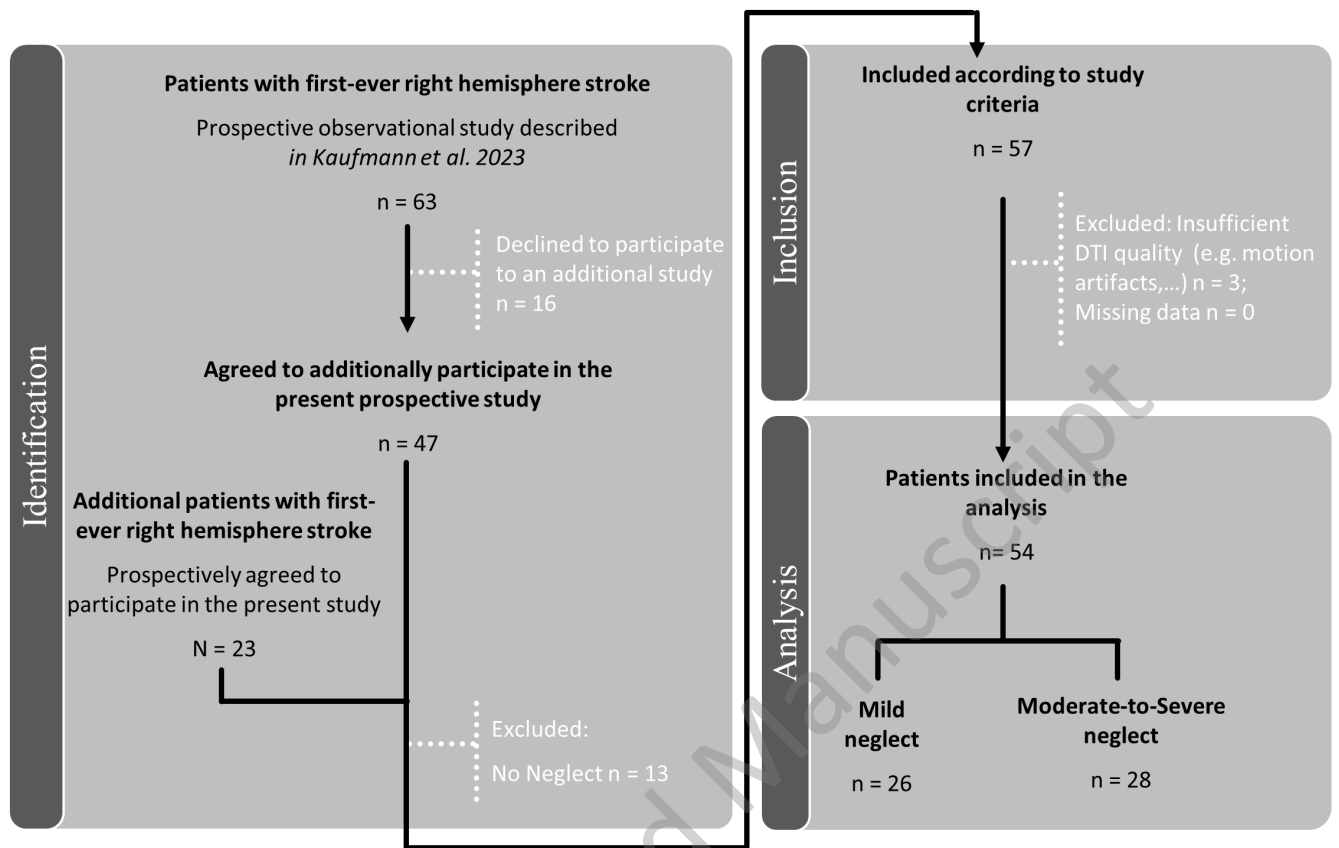 Identification
Patients with first-ever right hemisphere stroke
Prospective observational study described
in Kaufmann et al. 2023
n = 63
Declined to participate
to an additional study
n = 16
Agreed to additionally participate in the
present prospective study
n = 47
Additional patients with first-
ever right hemisphere stroke
Prospectively agreed to
participate in the present study
N = 23
Excluded:
No Neglect n = 13
Inclusion
Included according to study
criteria
n = 57
Excluded: Insufficient
DTI quality (e.g. motion
artifacts,...) n = 3;
Missing data n = 0
Analysis
Patients included in the
analysis
n= 54
Mild
neglect
n = 26
Moderate-to-Severe
neglect
n = 28
Manuscript